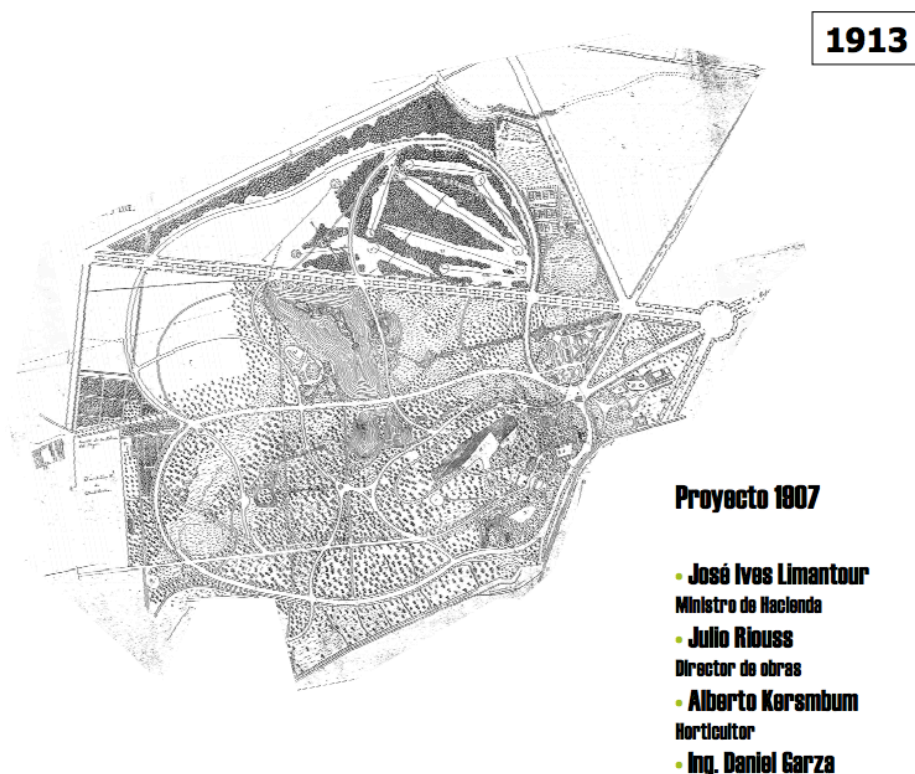 1913
Proyecto 1907
• José Ives Limantour
Ministro de Hacienda
• Julio Riouss
Director de obras
• Alberto Kersmbum
Horticultor
• Ing. Daniel Garza